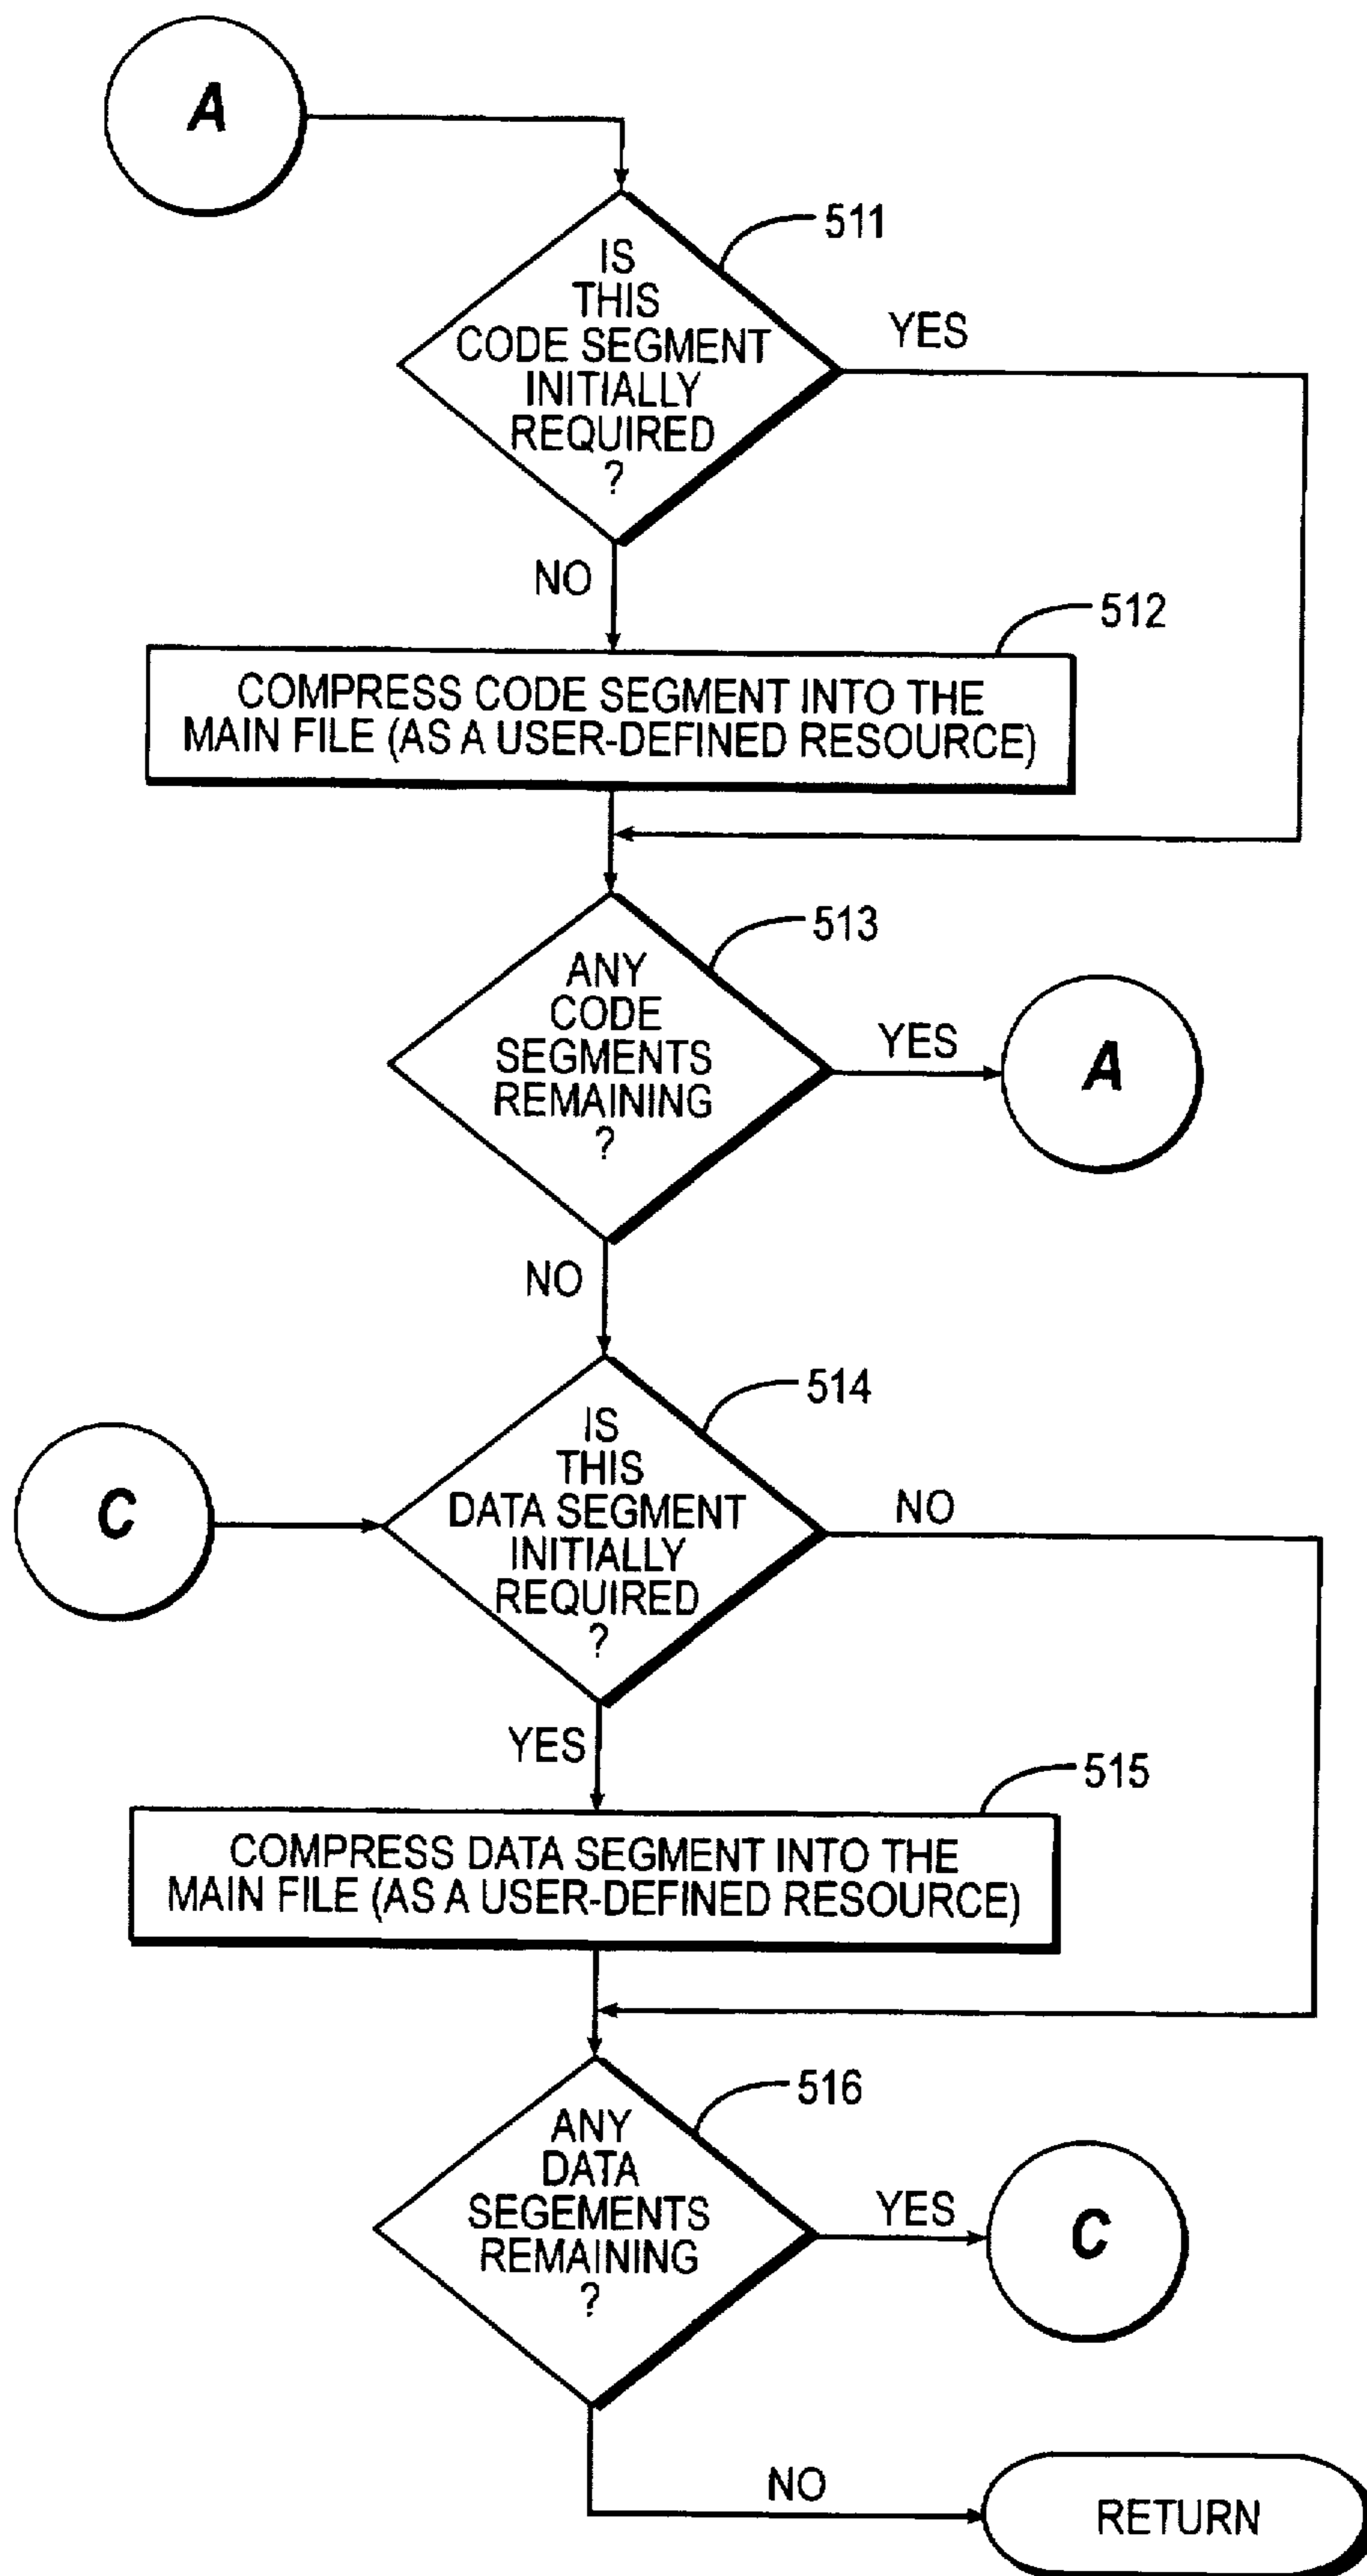 A
511
IS
THIS
CODE SEGMENT
INITIALLY
REQUIRED
?
YES
NO
512
COMPRESS CODE SEGMENT INTO THE
MAIN FILE (AS A USER-DEFINED RESOURCE)
513
ANY
CODE
SEGMENTS
REMAINING
?
YES
A
NO
514
IS
THIS
DATA SEGMENT
INITIALLY
REQUIRED
?
NO
C
YES
515
COMPRESS DATA SEGMENT INTO THE
MAIN FILE (AS A USER-DEFINED RESOURCE)
516
ANY
DATA
SEGEMENTS
REMAINING
?
YES
C
NO
RETURN